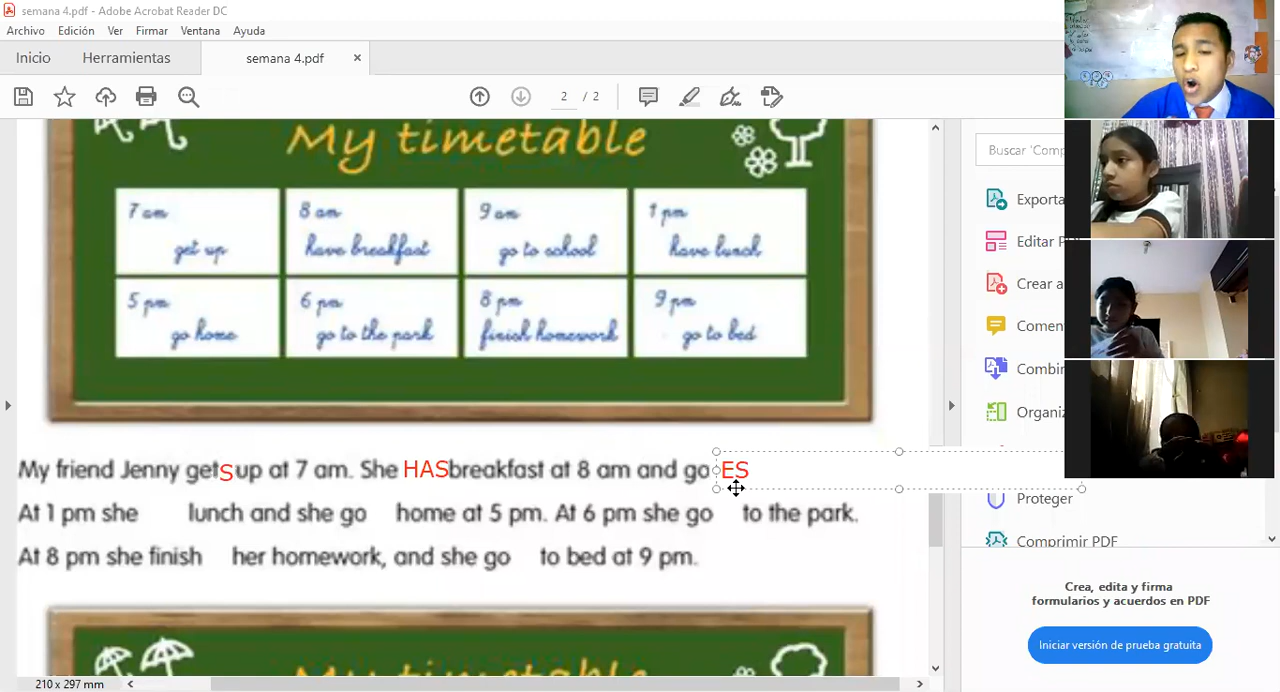 semana 4.pdf - Adobe Acrobat Reader DC
Archivo Edición Ver Firmar Ventana Ayuda
Inicio Herramientas semana 4.pdf ×
2 / 2
My timetable
7 am 8 am 9 am 1 pm
get up have breakfast go to school have lunch
5 pm 6 pm 8 pm 9 pm
go home go to the park finish homework go to bed
My friend Jenny getS up at 7 am. She HAS breakfast at 8 am and go ES
At 1 pm she lunch and she go home at 5 pm. At 6 pm she go to the park.
At 8 pm she finish her homework, and she go to bed at 9 pm.
My timetable
210 x 297 mm
Buscar 'Comp
Exporta
Editar P
Crear a
Comen
Combin
Organiz
Proteger
Comprimir PDF
Crea, edita y firma
formularios y acuerdos en PDF
Iniciar versión de prueba gratuita